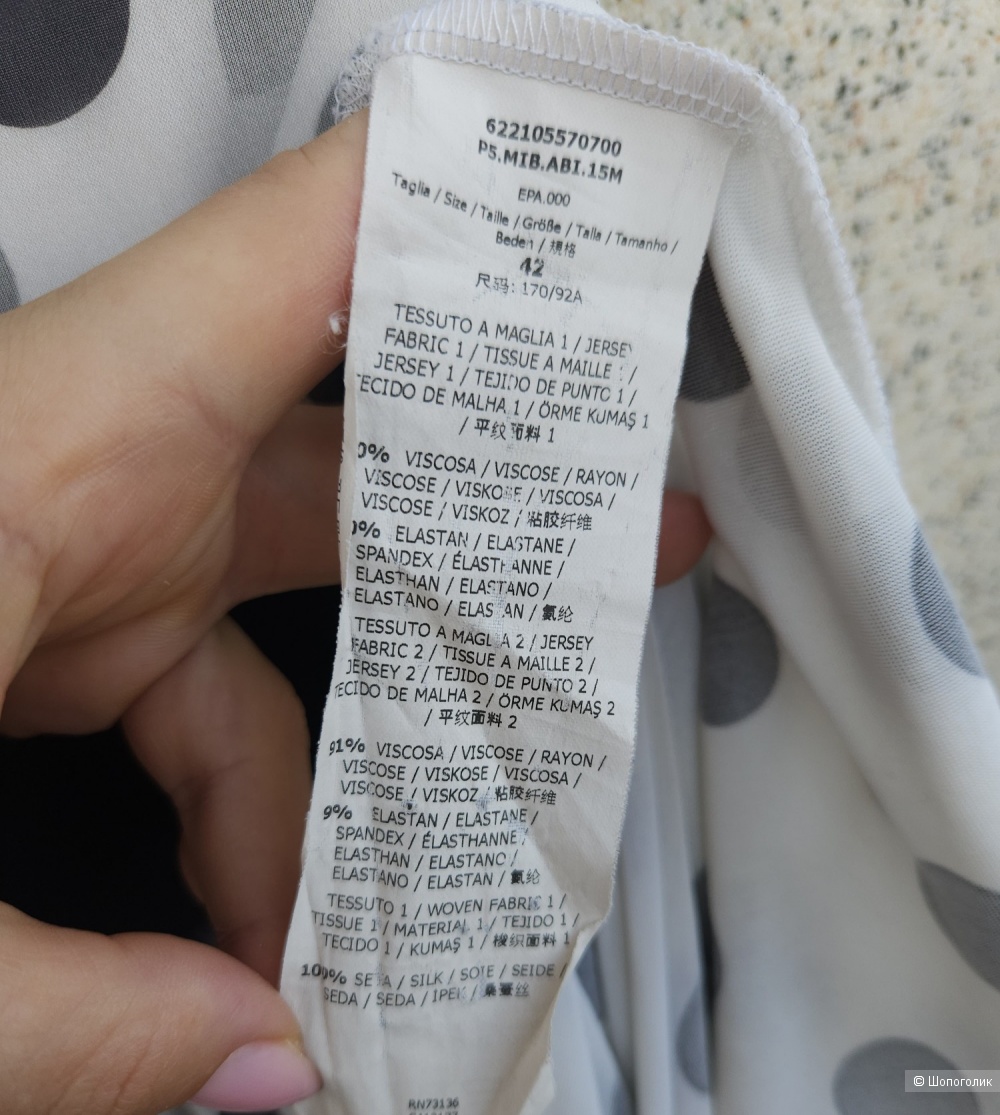 622105570700
P5.MIB.ABI.15M
EPA.000
Taglia / Size / Taille / Größe / Talla / Tamanho /
Beden / 規格
42
尺码: 170/92A
TESSUTO A MAGLIA 1 / JERSEY
FABRIC 1 / TISSUE A MAILLE 1 /
JERSEY 1 / TEJIDO DE PUNTO 1 /
TECIDO DE MALHA 1 / ÖRME KUMAŞ 1
/ 平纹面料 1
0% VISCOSA / VISCOSE / RAYON /
VISCOSE / VISKOSE / VISCOSA /
VISCOSE / VISKOZ / 粘胶纤维
0% ELASTAN / ELASTANE /
SPANDEX / ÉLASTHANNE /
ELASTHAN / ELASTANO /
ELASTANO / ELASTAN / 氨纶
TESSUTO A MAGLIA 2 / JERSEY
FABRIC 2 / TISSUE A MAILLE 2 /
JERSEY 2 / TEJIDO DE PUNTO 2 /
TECIDO DE MALHA 2 / ÖRME KUMAŞ 2
/ 平纹面料 2
91% VISCOSA / VISCOSE / RAYON /
VISCOSE / VISKOSE / VISCOSA /
VISCOSE / VISKOZ / 粘胶纤维
9% ELASTAN / ELASTANE /
SPANDEX / ÉLASTHANNE /
ELASTHAN / ELASTANO /
ELASTANO / ELASTAN / 氨纶
TESSUTO 1 / WOVEN FABRIC 1 /
TISSUE 1 / MATERIAL 1 / TEJIDO 1 /
TECIDO 1 / KUMAŞ 1 / 梭织面料 1
100% SETA / SILK / SOIE / SEIDE /
SEDA / SEDA / IPEK / 桑蚕丝
RN73136
© Шопоголик